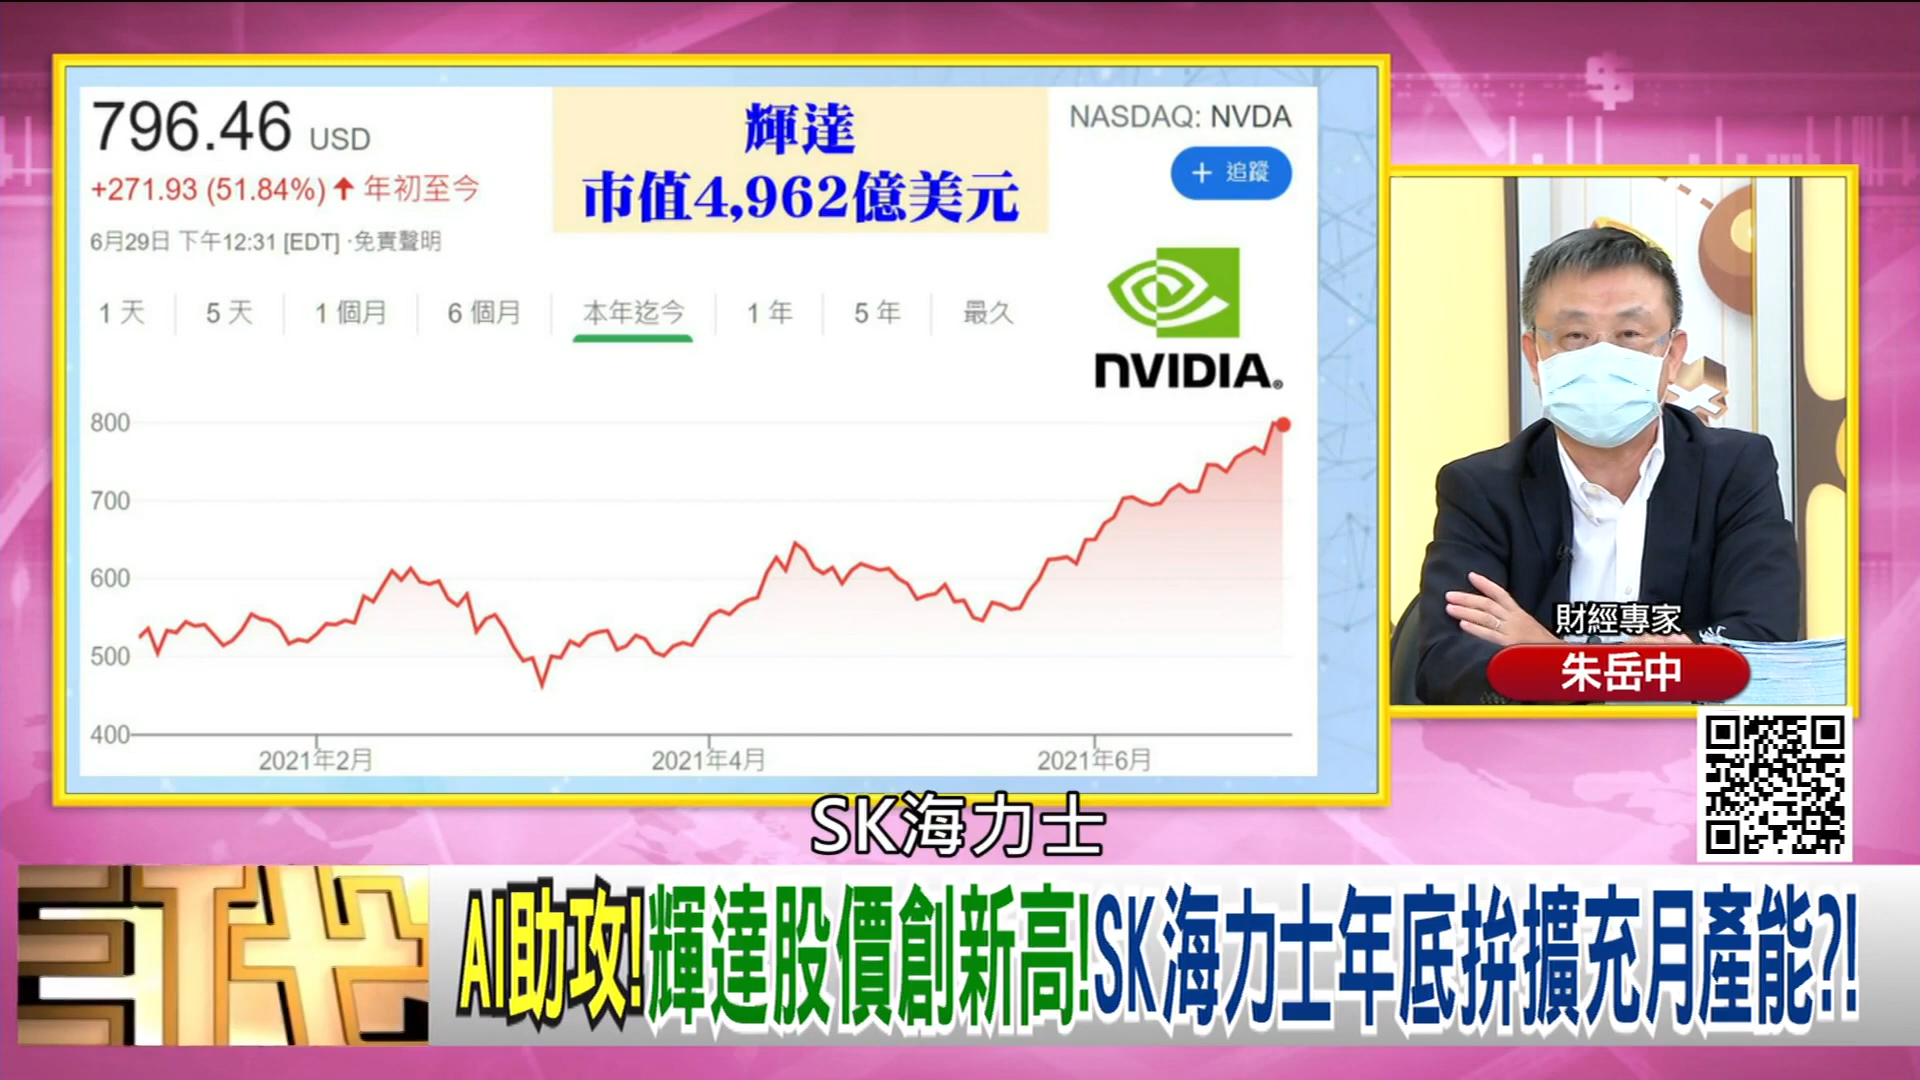 796.46 USD
+271.93 (51.84%) ↑ 年初至今
6月29日 下午12:31 [EDT] ·免責聲明
輝達
市值4,962億美元
NASDAQ: NVDA
+ 追蹤
1 天 5 天 1 個月 6 個月 本年迄今 1 年 5 年 最久
NVIDIA
800
700
600
500
400
2021年2月 2021年4月 2021年6月
財經專家
朱岳中
SK海力士
AI助攻!輝達股價創新高!SK海力士年底拚擴充月產能?!